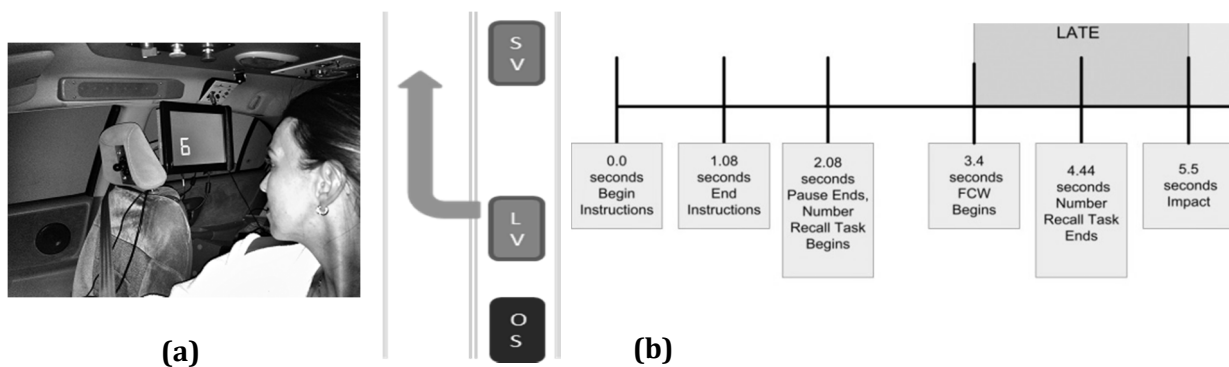 6
S
V
L
V
O
S
LATE
0.0
seconds
Begin
Instructions
1.08
seconds
End
Instructions
2.08
seconds
Pause Ends,
Number
Recall Task
Begins
3.4
seconds
FCW
Begins
4.44
seconds
Number
Recall Task
Ends
5.5
seconds
Impact
(a)
(b)